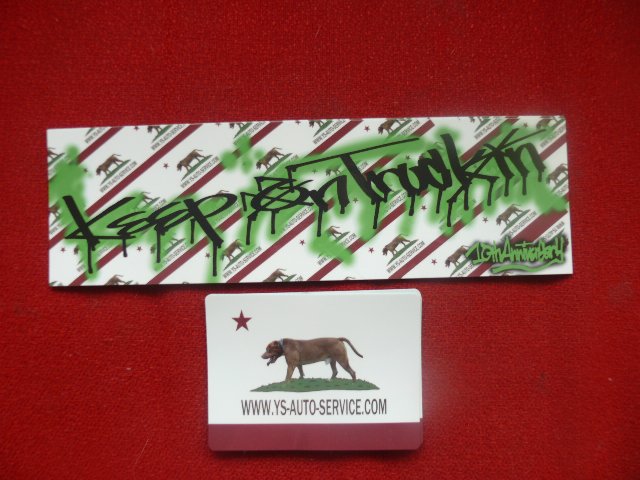 Keep on Truckin
10th Anniversary
WWW.YS-AUTO-SERVICE.COM